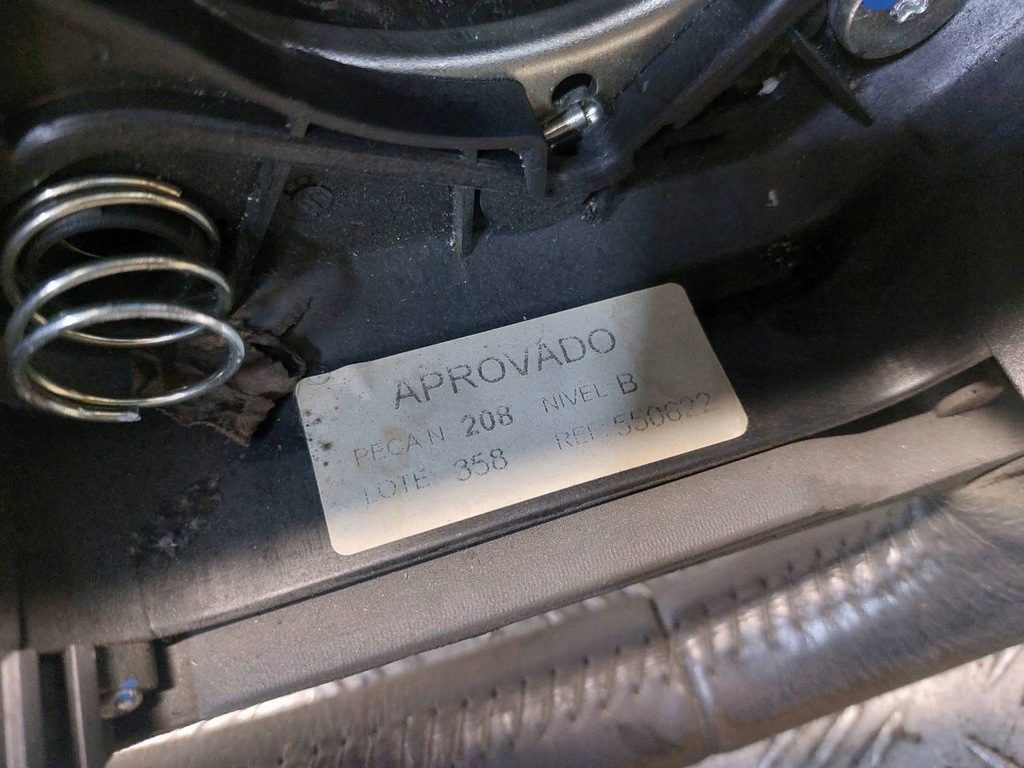 APROVADO
PECA N. 208 NIVEL B
LOTE: 358 REF. 550622